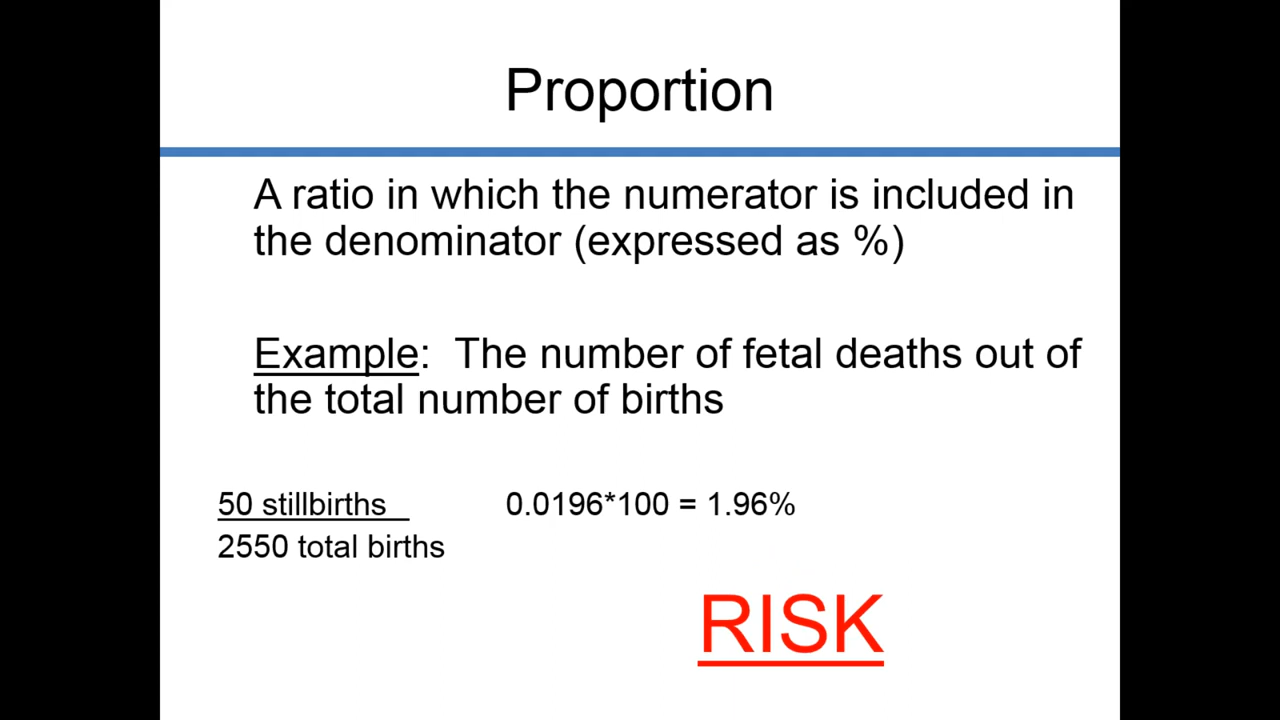 Proportion
A ratio in which the numerator is included in
the denominator (expressed as %)
Example: The number of fetal deaths out of
the total number of births
50 stillbirths 0.0196*100 = 1.96%
2550 total births
RISK